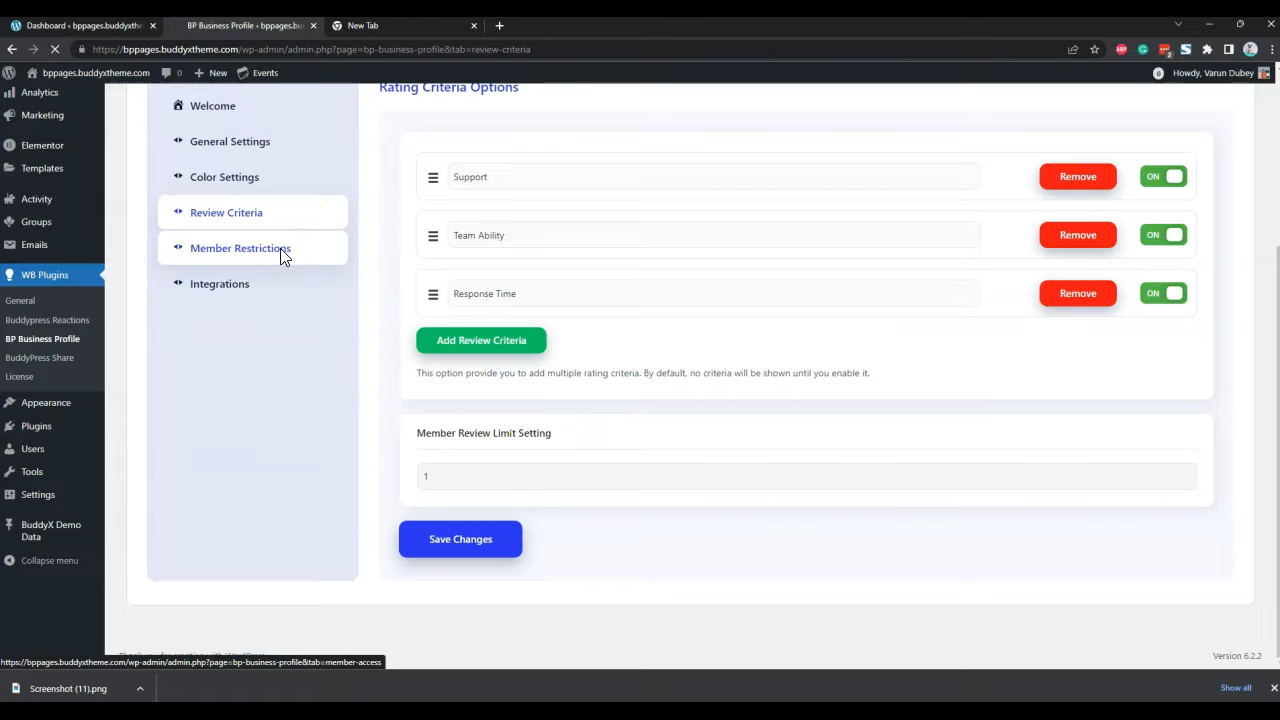 Dashboard ‹ bppages.buddyxthe
BP Business Profile ‹ bppages.bu
New Tab
https://bppages.buddyxtheme.com/wp-admin/admin.php?page=bp-business-profile&tab=review-criteria
bppages.buddyxtheme.com
0
New
Events
0
Howdy, Varun Dubey
Analytics
Marketing
Elementor
Templates
Activity
Groups
Emails
WB Plugins
General
Buddypress Reactions
BP Business Profile
BuddyPress Share
License
Appearance
Plugins
Users
Tools
Settings
BuddyX Demo
Data
Collapse menu
Welcome
General Settings
Color Settings
Review Criteria
Member Restrictions
Integrations
Rating Criteria Options
Support
Remove
ON
Team Ability
Remove
ON
Response Time
Remove
ON
Add Review Criteria
This option provide you to add multiple rating criteria. By default, no criteria will be shown until you enable it.
Member Review Limit Setting
1
Save Changes
Version 6.2.2
https://bppages.buddyxtheme.com/wp-admin/admin.php?page=bp-business-profile&tab=member-access
Screenshot (11).png
Show all